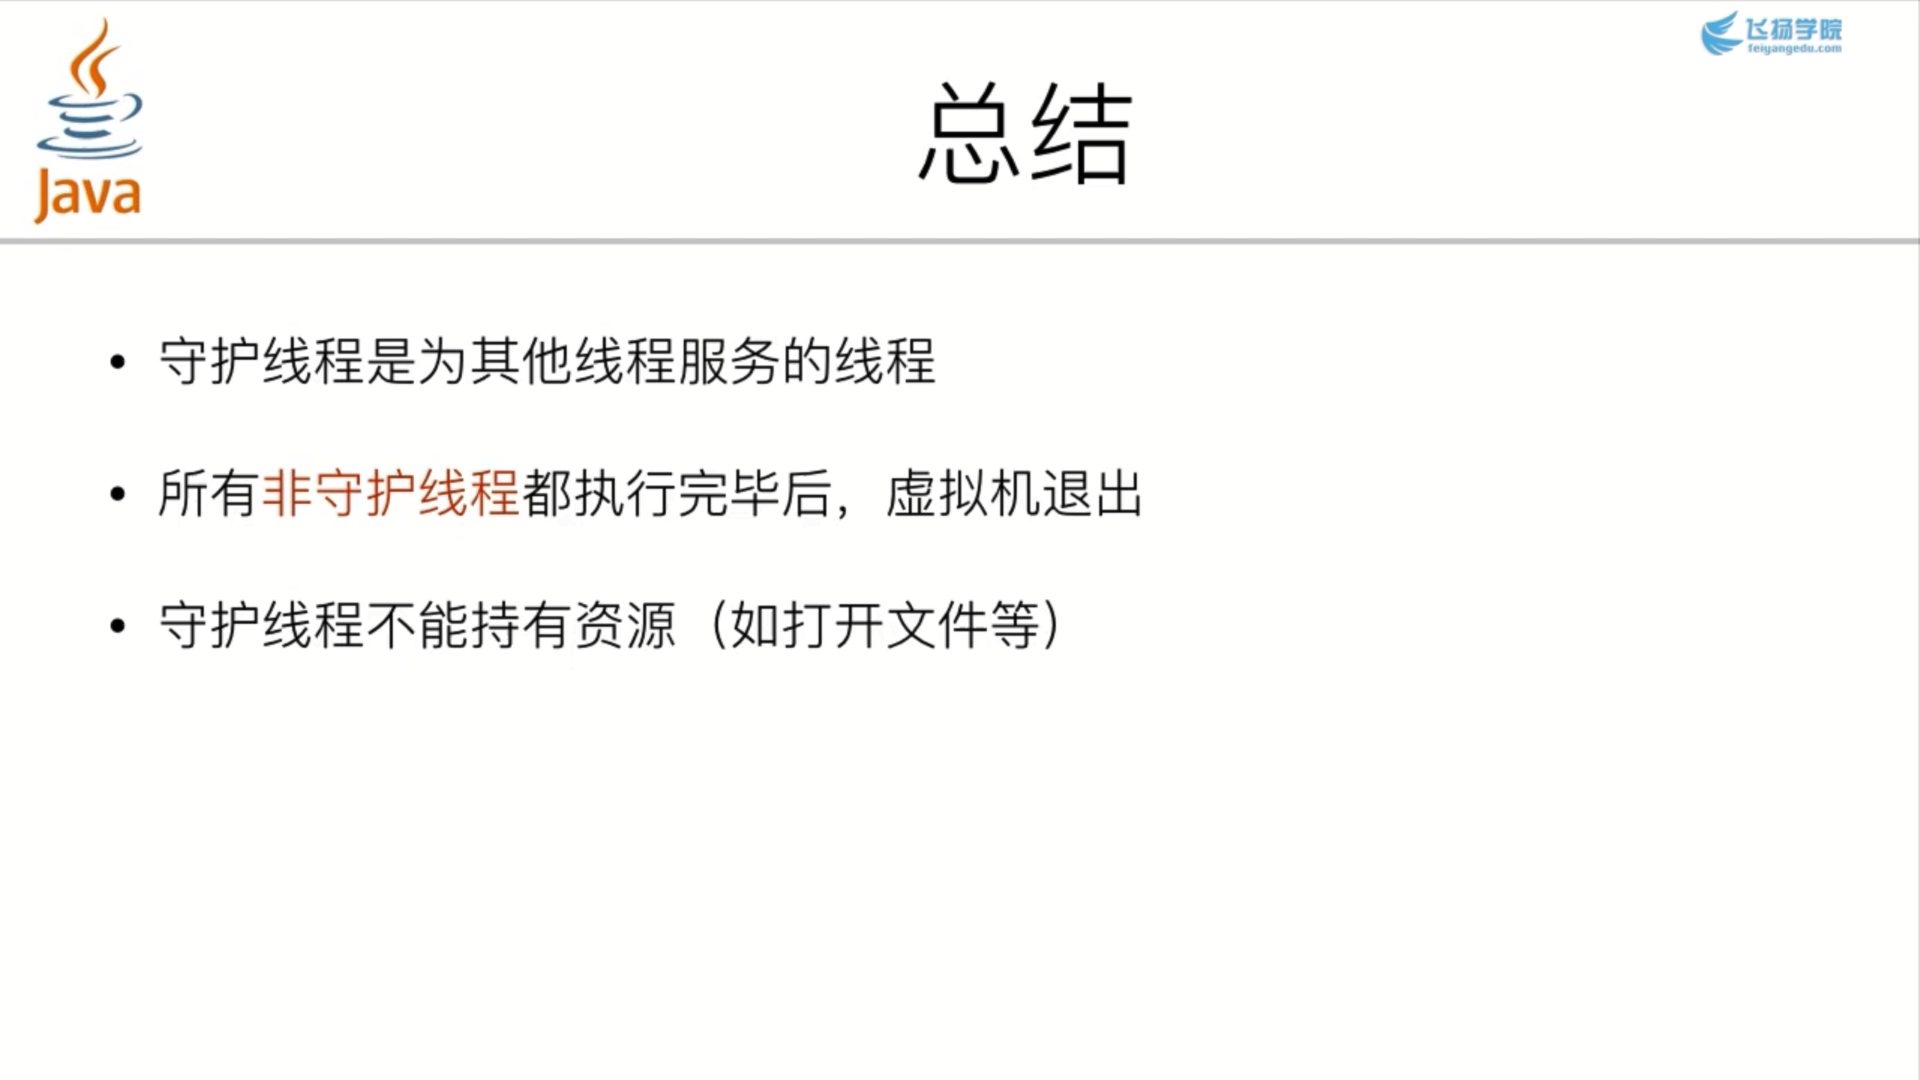 飞扬学院
feiyangedu.com
Java
总结
• 守护线程是为其他线程服务的线程
• 所有非守护线程都执行完毕后，虚拟机退出
• 守护线程不能持有资源（如打开文件等）